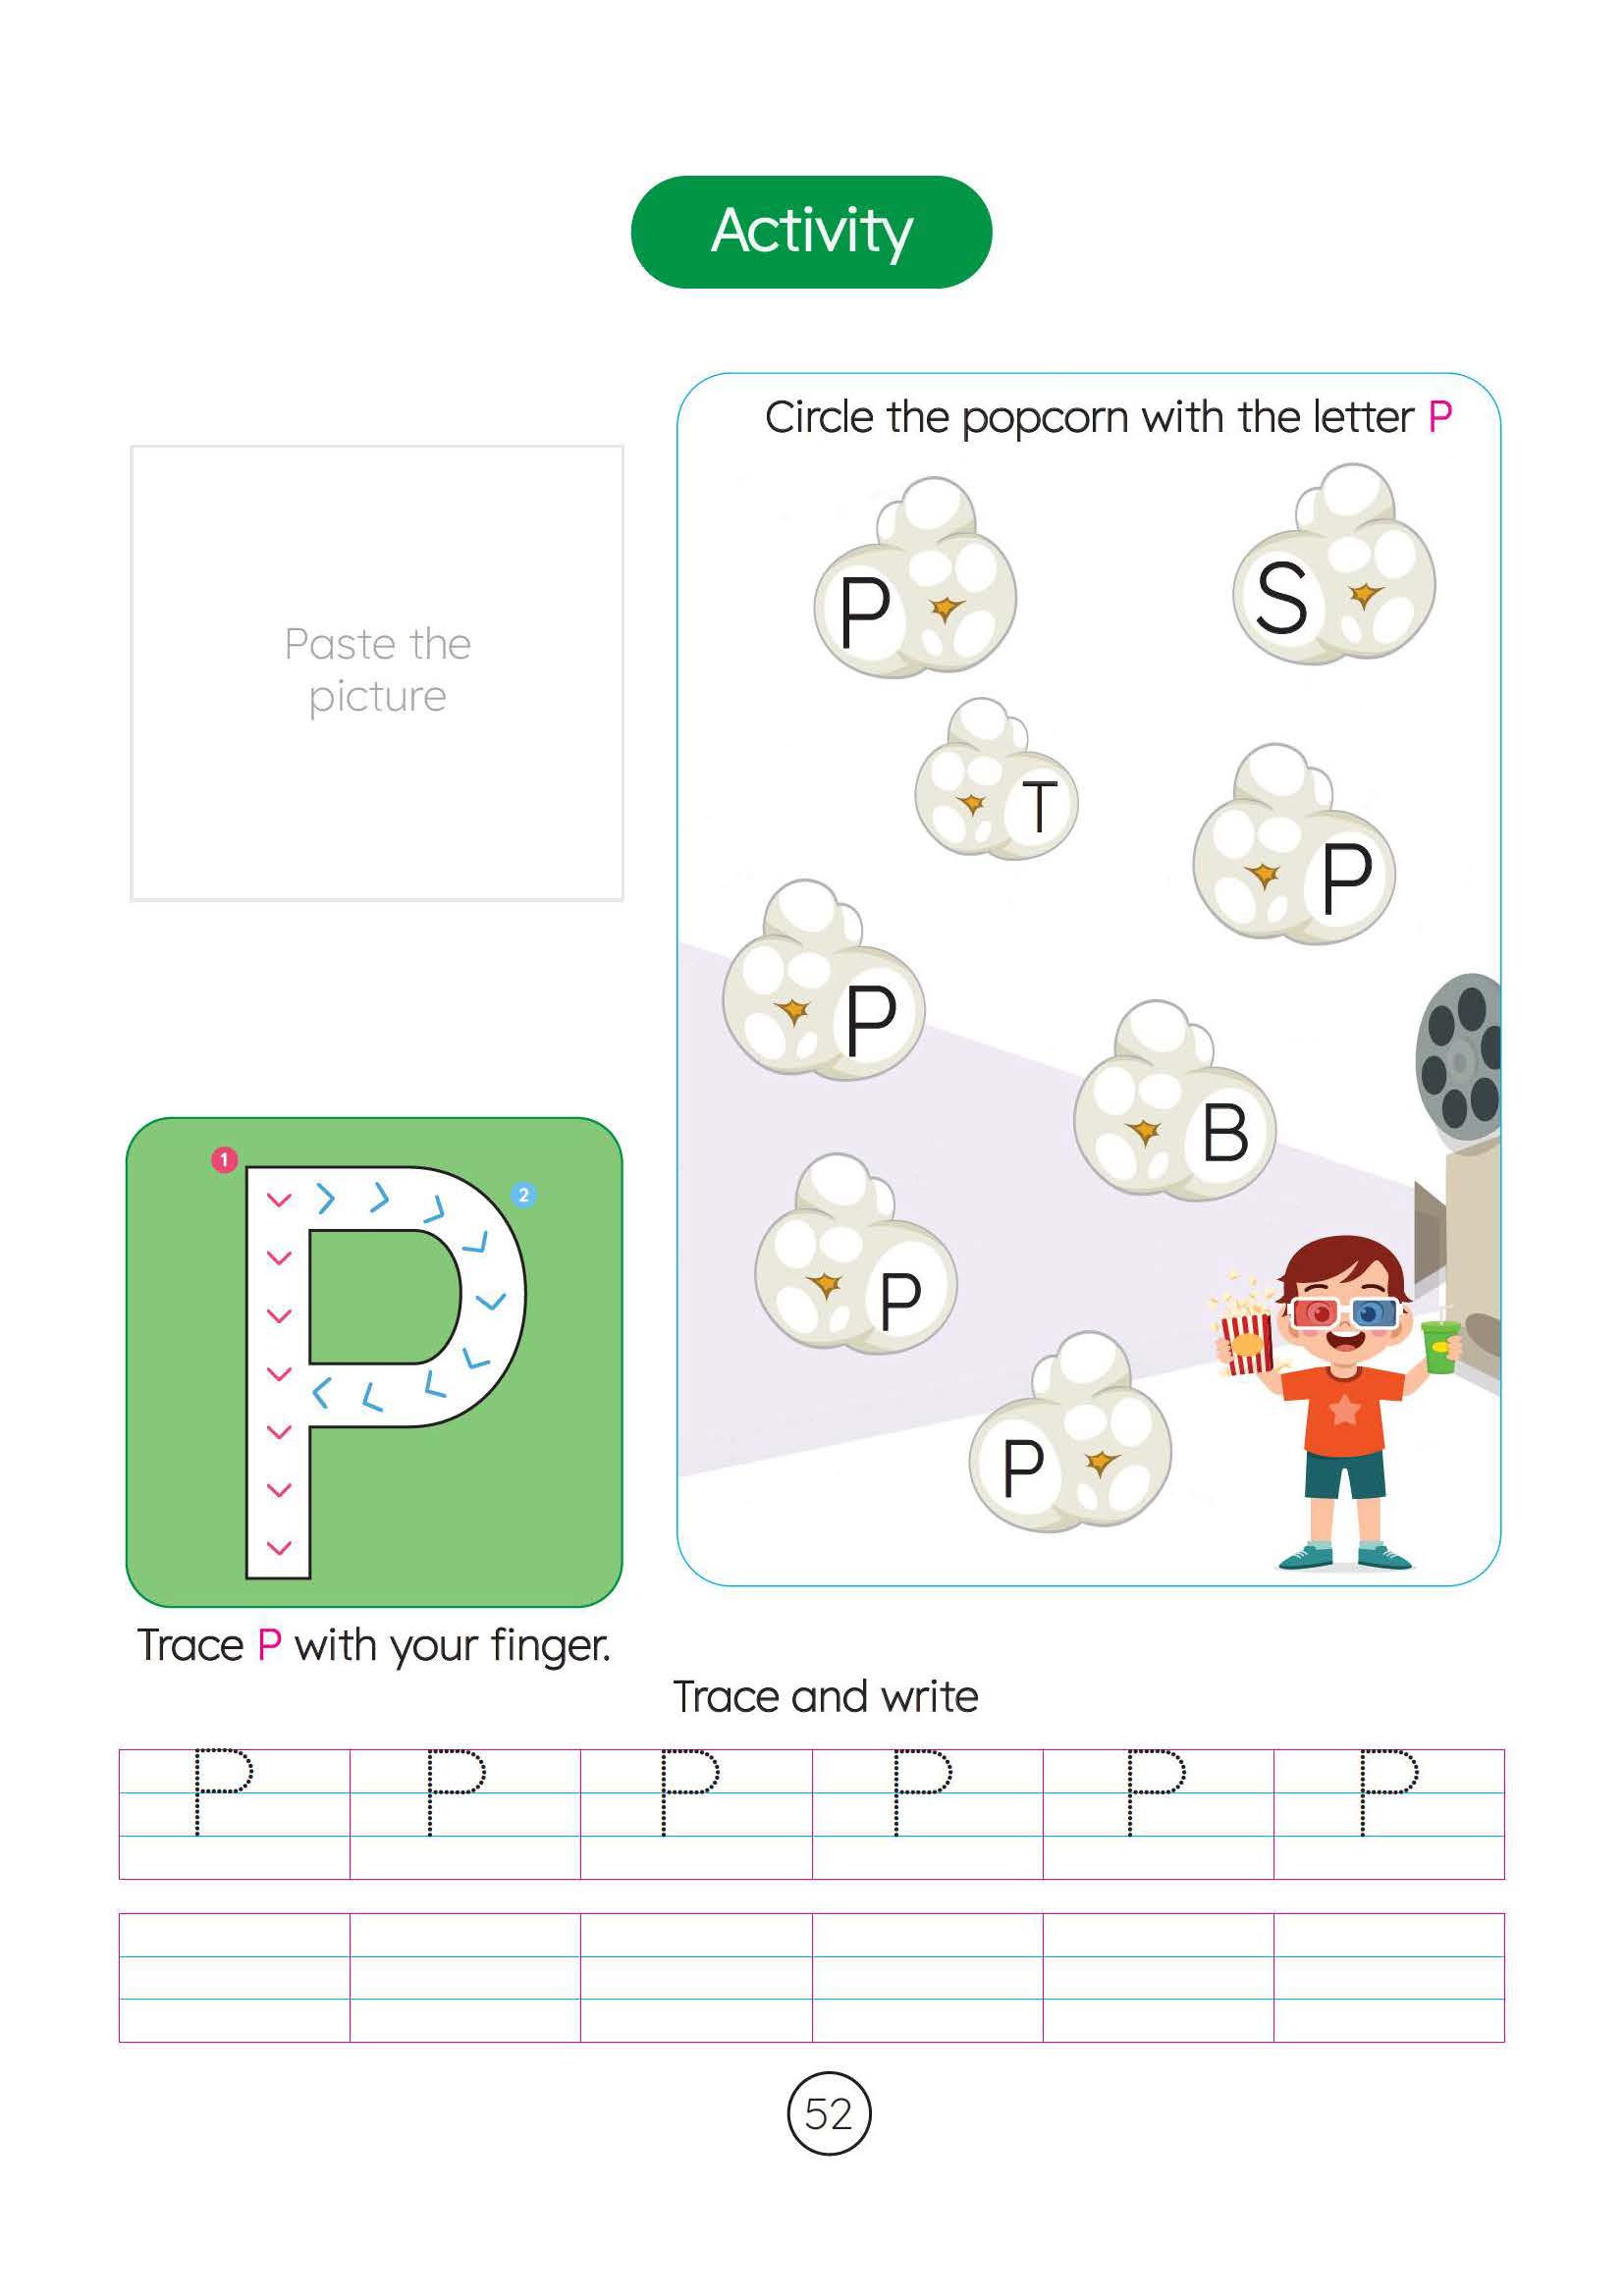 Activity
Circle the popcorn with the letter P
Paste the
picture
P
S
T
P
P
B
P
P
1
2
Trace P with your finger.
Trace and write
P P P P P P
52